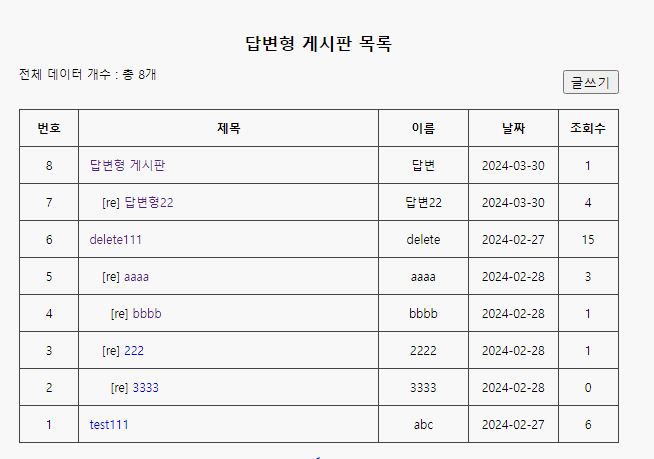 답변형 게시판 목록
전체 데이터 개수 : 총 8개
글쓰기
번호 제목 이름 날짜 조회수
8 답변형 게시판 답변 2024-03-30 1
7 [re] 답변형22 답변22 2024-03-30 4
6 delete111 delete 2024-02-27 15
5 [re] aaaa aaaa 2024-02-28 3
4 [re] bbbb bbbb 2024-02-28 1
3 [re] 222 2222 2024-02-28 1
2 [re] 3333 3333 2024-02-28 0
1 test111 abc 2024-02-27 6